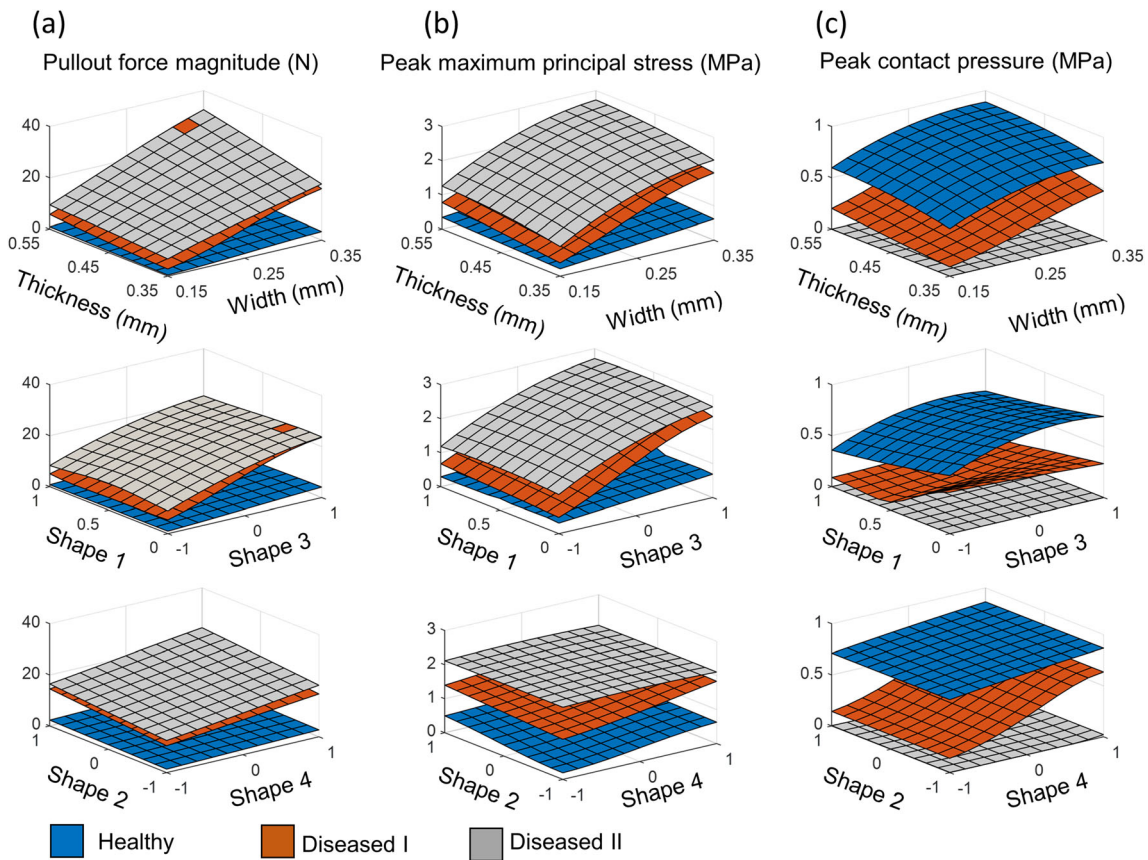 (a) (b) (c)
Pullout force magnitude (N) Peak maximum principal stress (MPa) Peak contact pressure (MPa)
40 3 1
20 2 0.5
1
0 0 0
0.55 0.35 0.55 0.35 0.55 0.35
0.45 0.25 0.45 0.25 0.45 0.25
0.35 0.15 0.35 0.15 0.35 0.15
Thickness (mm) Width (mm) Thickness (mm) Width (mm) Thickness (mm) Width (mm)
40 3 1
20 2 0.5
1
0 0 0
1 1 1 1 1 1
0.5 0 0.5 0 0.5 0
0 -1 0 -1 0 -1
Shape 1 Shape 3 Shape 1 Shape 3 Shape 1 Shape 3
40 3 1
20 2 0.5
1
0 0 0
1 1 1 1 1 1
0 0 0 0 0 0
-1 -1 -1 -1 -1 -1
Shape 2 Shape 4 Shape 2 Shape 4 Shape 2 Shape 4
Healthy Diseased I Diseased II